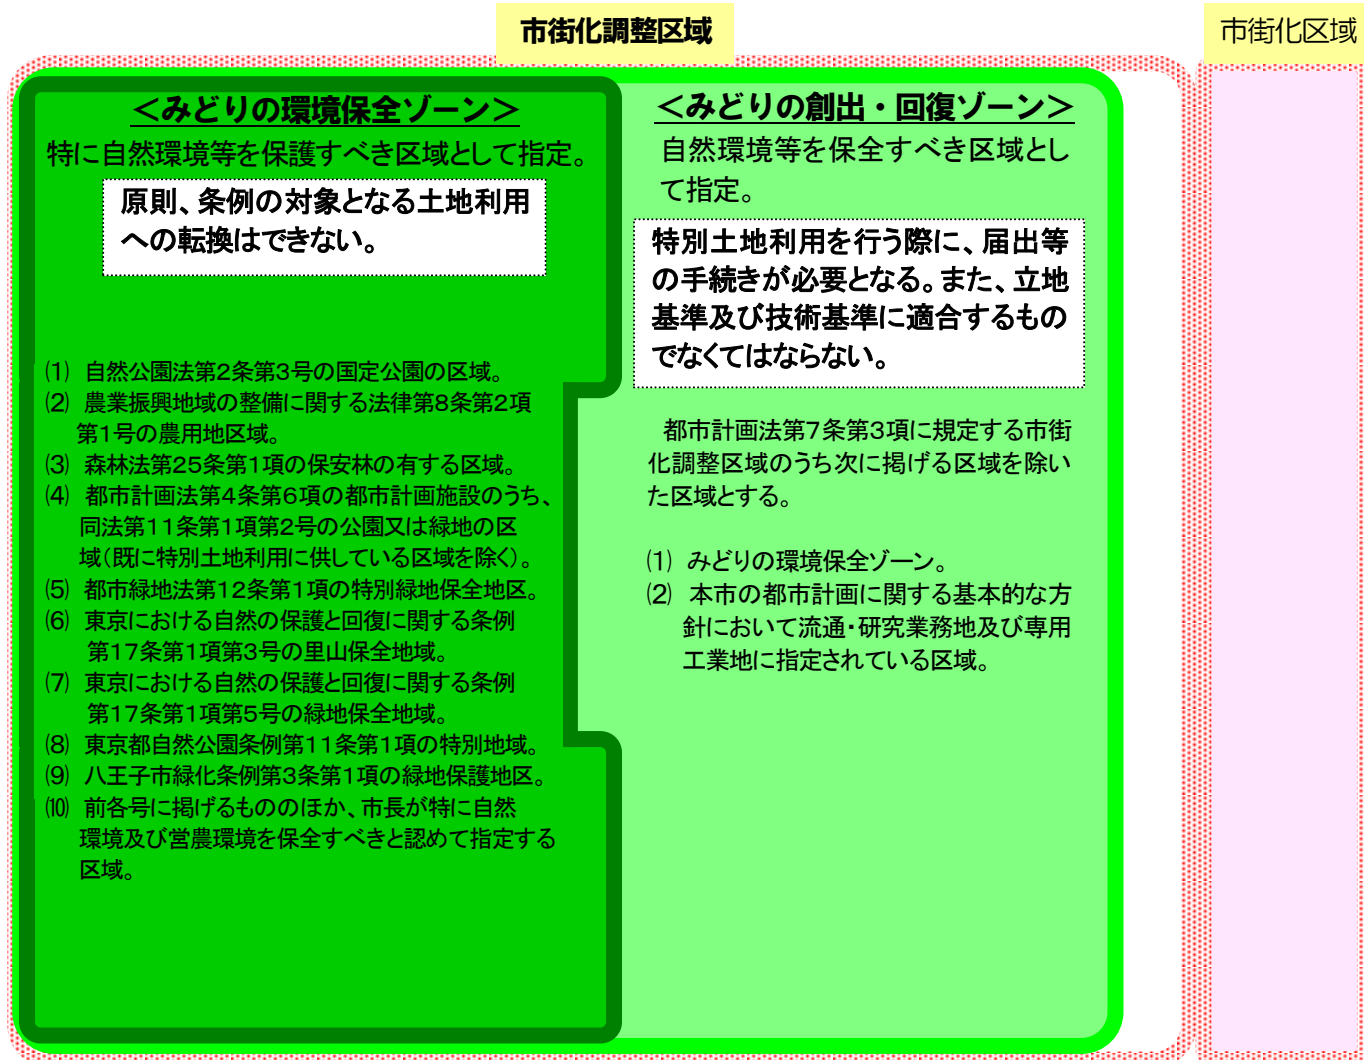 市街化調整区域
市街化区域
＜みどりの環境保全ゾーン＞
特に自然環境等を保護すべき区域として指定。
原則、条例の対象となる土地利用
への転換はできない。
⑴ 自然公園法第2条第3号の国定公園の区域。
⑵ 農業振興地域の整備に関する法律第8条第2項
第1号の農用地区域。
⑶ 森林法第25条第1項の保安林の有する区域。
⑷ 都市計画法第4条第6項の都市計画施設のうち、
同法第11条第1項第2号の公園又は緑地の区
域（既に特別土地利用に供している区域を除く）。
⑸ 都市緑地法第12条第1項の特別緑地保全地区。
⑹ 東京における自然の保護と回復に関する条例
第17条第1項第3号の里山保全地域。
⑺ 東京における自然の保護と回復に関する条例
第17条第1項第5号の緑地保全地域。
⑻ 東京都自然公園条例第11条第1項の特別地域。
⑼ 八王子市緑化条例第3条第1項の緑地保護地区。
⑽ 前各号に掲げるもののほか、市長が特に自然
環境及び営農環境を保全すべきと認めて指定する
区域。
＜みどりの創出・回復ゾーン＞
自然環境等を保全すべき区域とし
て指定。
特別土地利用を行う際に、届出等
の手続きが必要となる。また、立地
基準及び技術基準に適合するもの
でなくてはならない。
都市計画法第7条第3項に規定する市街
化調整区域のうち次に掲げる区域を除い
た区域とする。
⑴ みどりの環境保全ゾーン。
⑵ 本市の都市計画に関する基本的な方
針において流通・研究業務地及び専用
工業地に指定されている区域。